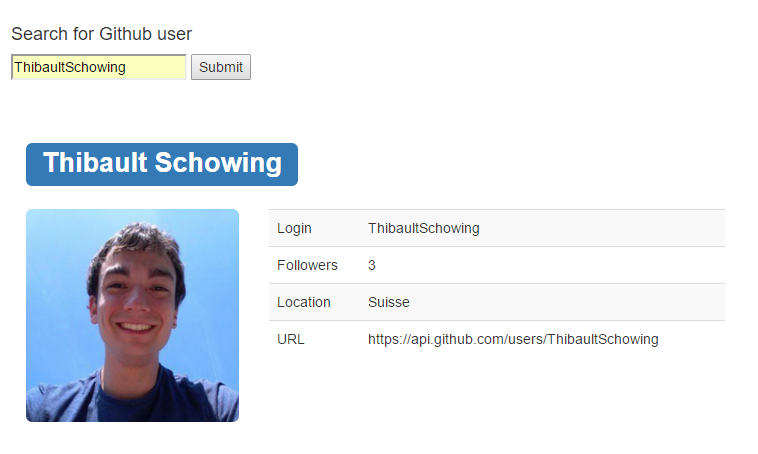 Search for Github user
ThibaultSchowing Submit
Thibault Schowing
Login ThibaultSchowing
Followers 3
Location Suisse
URL https://api.github.com/users/ThibaultSchowing